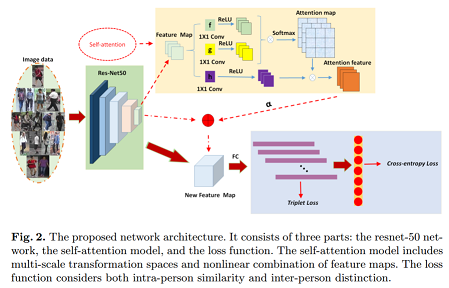 Self-attention
Feature Map
f
ReLU
1X1 Conv
g
ReLU
1X1 Conv
h
ReLU
1X1 Conv
Softmax
Attention map
Attention feature
Image data
Res-Net50
α
New Feature Map
FC
Triplet Loss
Cross-entropy Loss
Fig. 2. The proposed network architecture. It consists of three parts: the resnet-50 net-
work, the self-attention model, and the loss function. The self-attention model includes
multi-scale transformation spaces and nonlinear combination of feature maps. The loss
function considers both intra-person similarity and inter-person distinction.